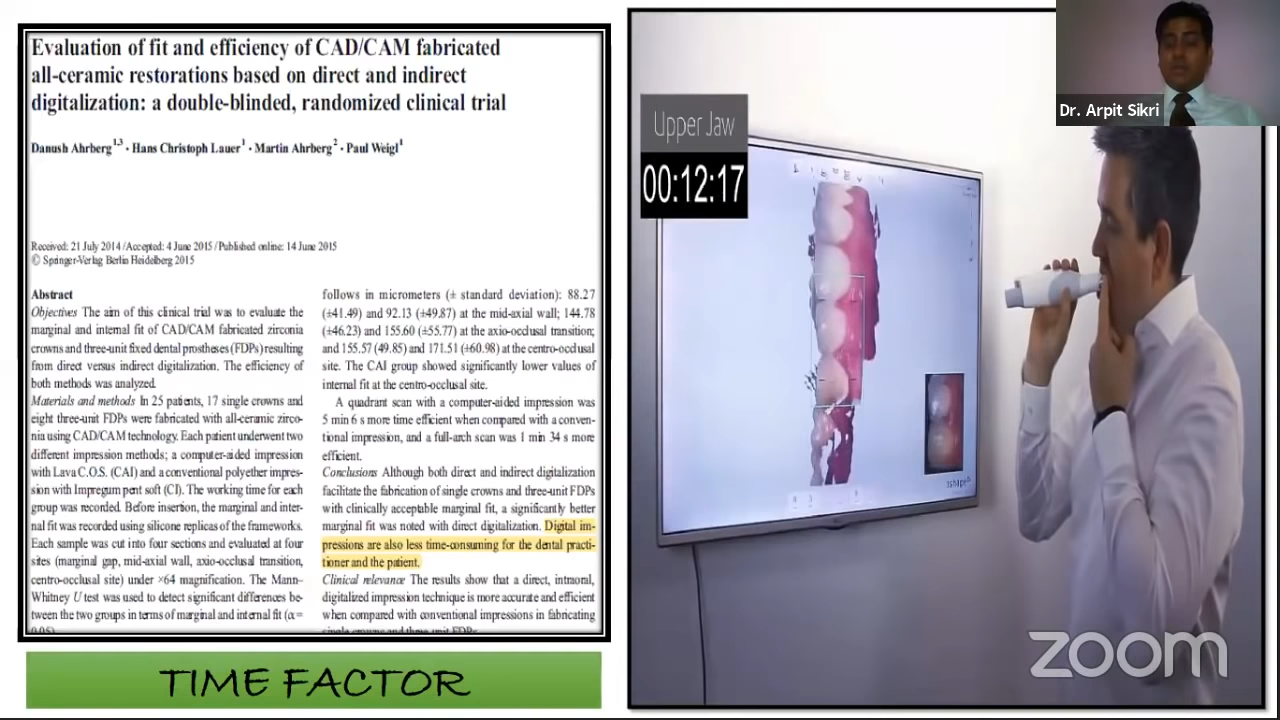 Evaluation of fit and efficiency of CAD/CAM fabricated
all-ceramic restorations based on direct and indirect
digitalization: a double-blinded, randomized clinical trial
Danush Ahrberg 1,3 · Hans Christoph Lauer 1 · Martin Ahrberg 2 · Paul Weigl 1
Received: 21 July 2014 / Accepted: 4 June 2015 / Published online: 14 June 2015
© Springer-Verlag Berlin Heidelberg 2015
Abstract
Objectives The aim of this clinical trial was to evaluate the
marginal and internal fit of CAD/CAM fabricated zirconia
crowns and three-unit fixed dental prostheses (FDPs) resulting
from direct versus indirect digitalization. The efficiency of
both methods was analyzed.
Materials and methods In 25 patients, 17 single crowns and
eight three-unit FDPs were fabricated with all-ceramic zirco-
nia using CAD/CAM technology. Each patient underwent two
different impression methods; a computer-aided impression
with Lava C.O.S. (CAI) and a conventional polyether impres-
sion with Impregum pent soft (CI). The working time for each
group was recorded. Before insertion, the marginal and inter-
nal fit was recorded using silicone replicas of the frameworks.
Each sample was cut into four sections and evaluated at four
sites (marginal gap, mid-axial wall, axio-occlusal transition,
centro-occlusal site) under ×64 magnification. The Mann–
Whitney U test was used to detect significant differences be-
tween the two groups in terms of marginal and internal fit (α=
0.05)
follows in micrometers (± standard deviation): 88.27
(±41.49) and 92.13 (±49.87) at the mid-axial wall; 144.78
(±46.23) and 155.60 (±55.77) at the axio-occlusal transition;
and 155.57 (49.85) and 171.51 (±60.98) at the centro-occlusal
site. The CAI group showed significantly lower values of
internal fit at the centro-occlusal site.
A quadrant scan with a computer-aided impression was
5 min 6 s more time efficient when compared with a conven-
tional impression, and a full-arch scan was 1 min 34 s more
efficient.
Conclusions Although both direct and indirect digitalization
facilitate the fabrication of single crowns and three-unit FDPs
with clinically acceptable marginal fit, a significantly better
marginal fit was noted with direct digitalization. Digital im-
pressions are also less time-consuming for the dental practi-
tioner and the patient.
Clinical relevance The results show that a direct, intraoral,
digitalized impression technique is more accurate and efficient
when compared with conventional impressions in fabricating
single crowns and three-unit FDPs
TIME FACTOR
Upper Jaw
00:12:17
3shape
Dr. Arpit Sikri
zoom